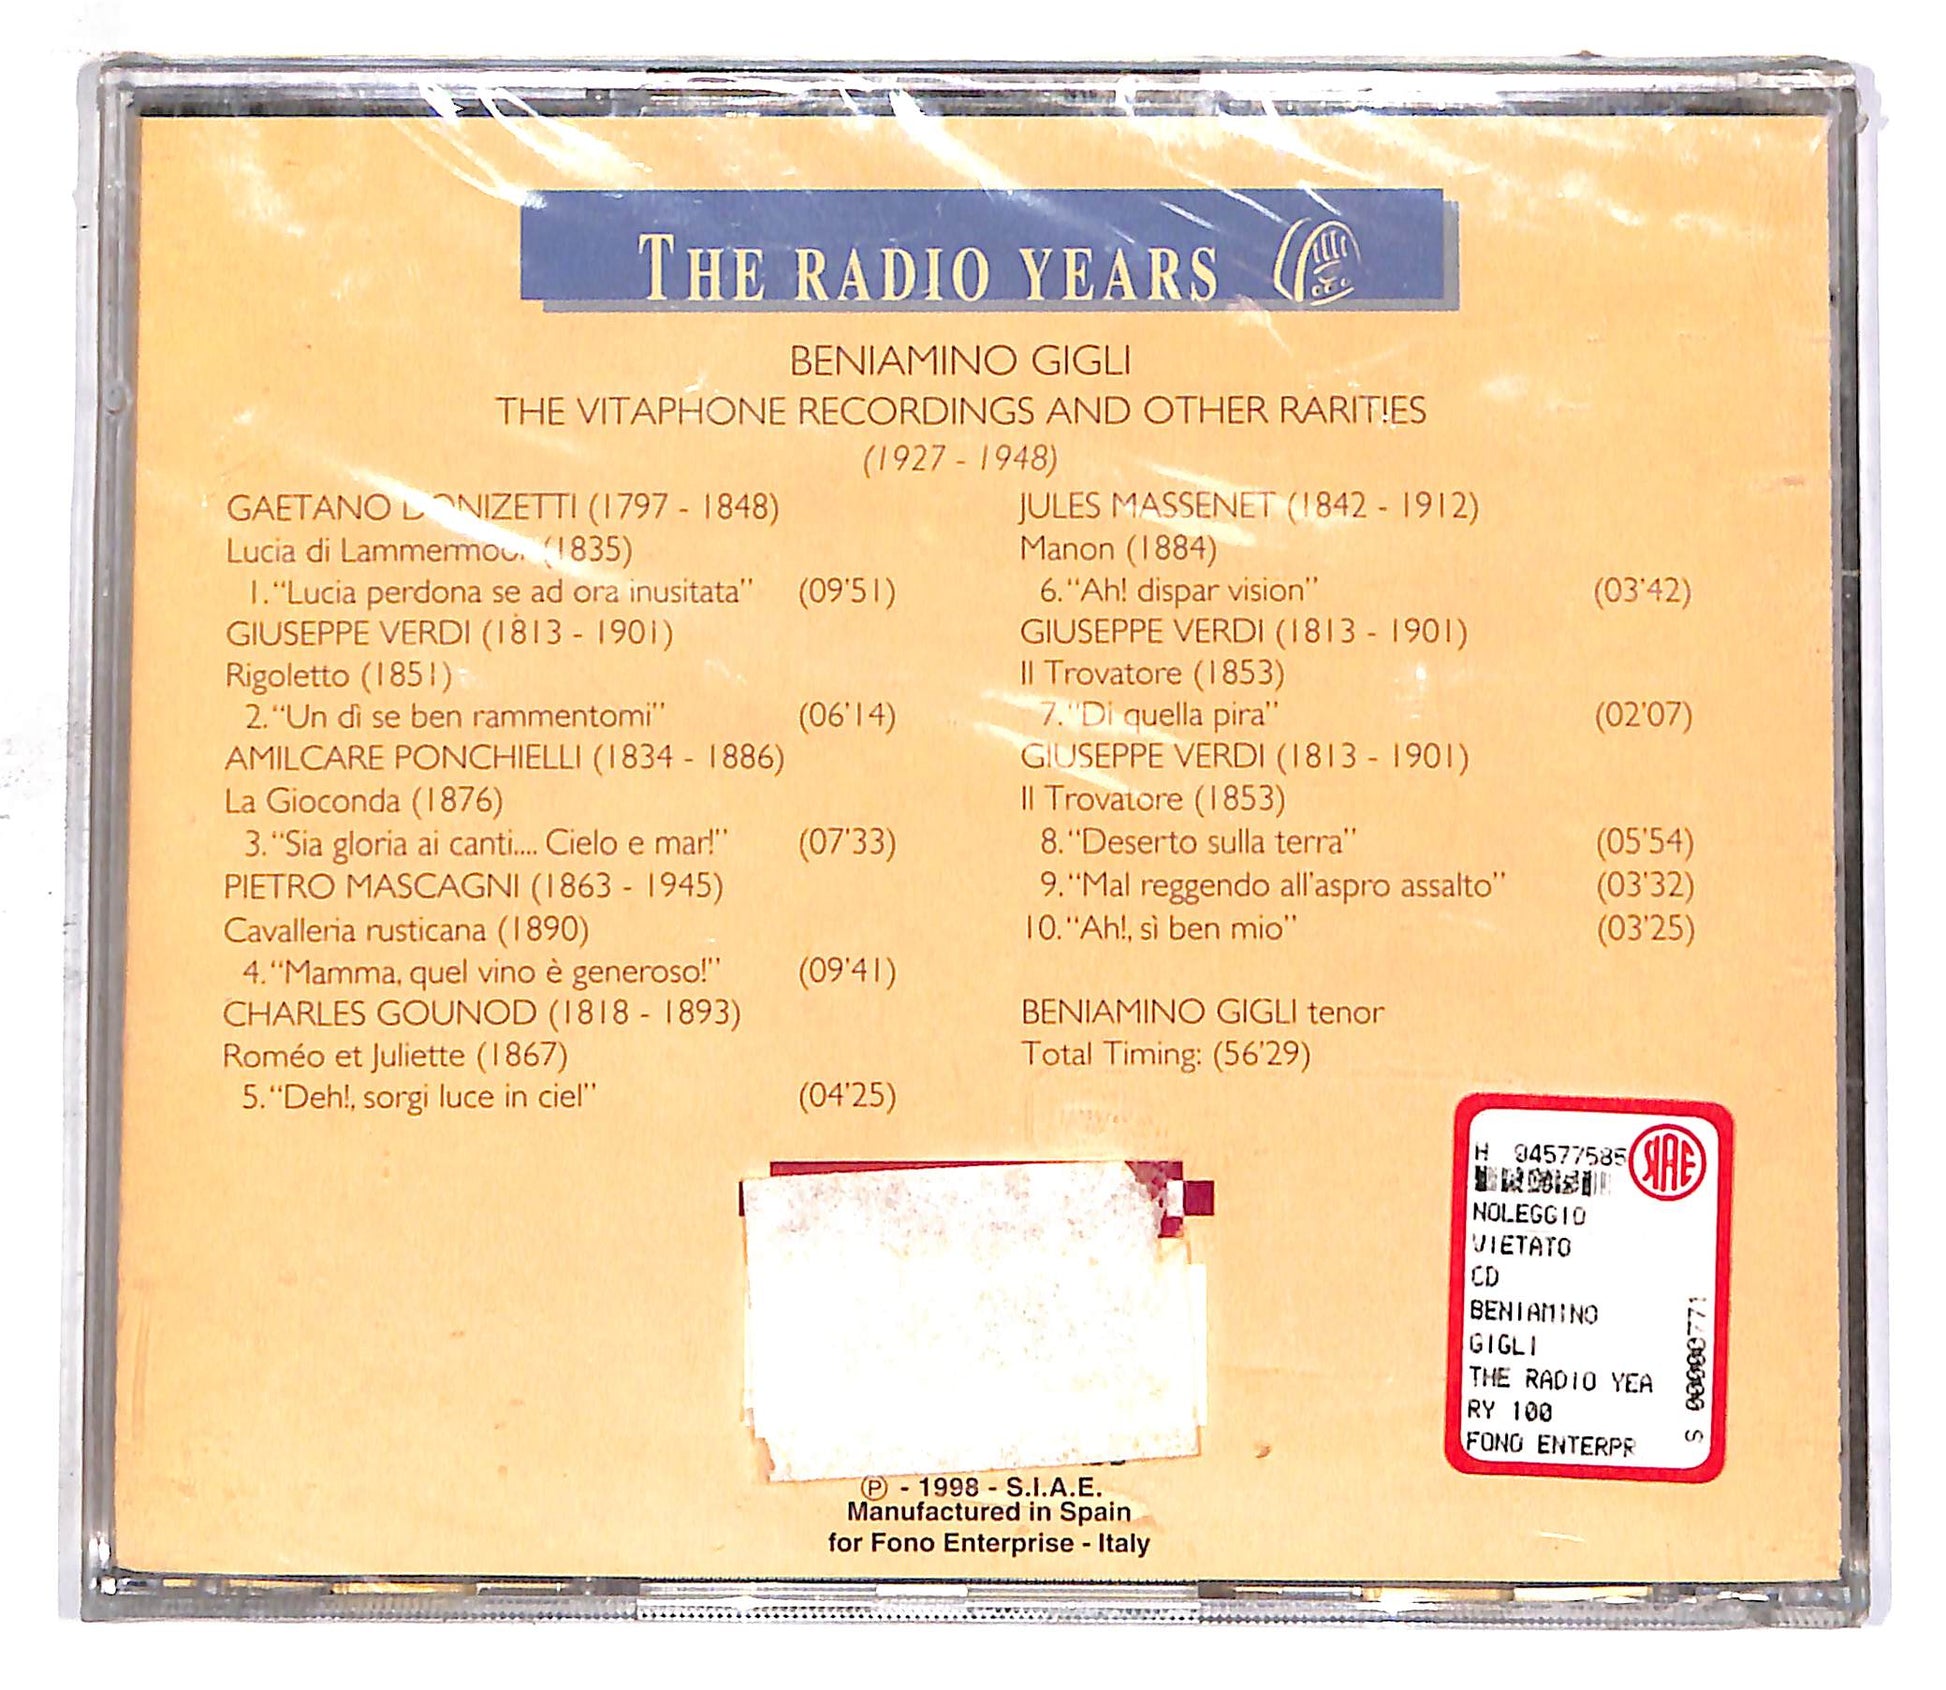 THE RADIO YEARS
BENIAMINO GIGLI
THE VITAPHONE RECORDINGS AND OTHER RARITIES
(1927 - 1948)
GAETANO DONIZETTI (1797 - 1848)
Lucia di Lammermoor (1835)
1. "Lucia perdona se ad ora inusitata" (09'51)
GIUSEPPE VERDI (1813 - 1901)
Rigoletto (1851)
2. "Un dì se ben rammentomi" (06'14)
AMILCARE PONCHIELLI (1834 - 1886)
La Gioconda (1876)
3. "Sia gloria ai canti.... Cielo e mar!" (07'33)
PIETRO MASCAGNI (1863 - 1945)
Cavalleria rusticana (1890)
4. "Mamma, quel vino è generoso!" (09'41)
CHARLES GOUNOD (1818 - 1893)
Roméo et Juliette (1867)
5. "Deh!, sorgi luce in ciel" (04'25)
JULES MASSENET (1842 - 1912)
Manon (1884)
6. "Ah! dispar vision" (03'42)
GIUSEPPE VERDI (1813 - 1901)
Il Trovatore (1853)
7. "Di quella pira" (02'07)
GIUSEPPE VERDI (1813 - 1901)
Il Trovatore (1853)
8. "Deserto sulla terra" (05'54)
9. "Mal reggendo all'aspro assalto" (03'32)
10. "Ah!, sì ben mio" (03'25)
BENIAMINO GIGLI tenor
Total Timing: (56'29)
H 94577585
SIAE
NOLEGGIO
VIETATO
CD
BENIAMINO
GIGLI
THE RADIO YEA
RY 100
FONO ENTERPR
S 00000771
℗ - 1998 - S.I.A.E.
Manufactured in Spain
for Fono Enterprise - Italy